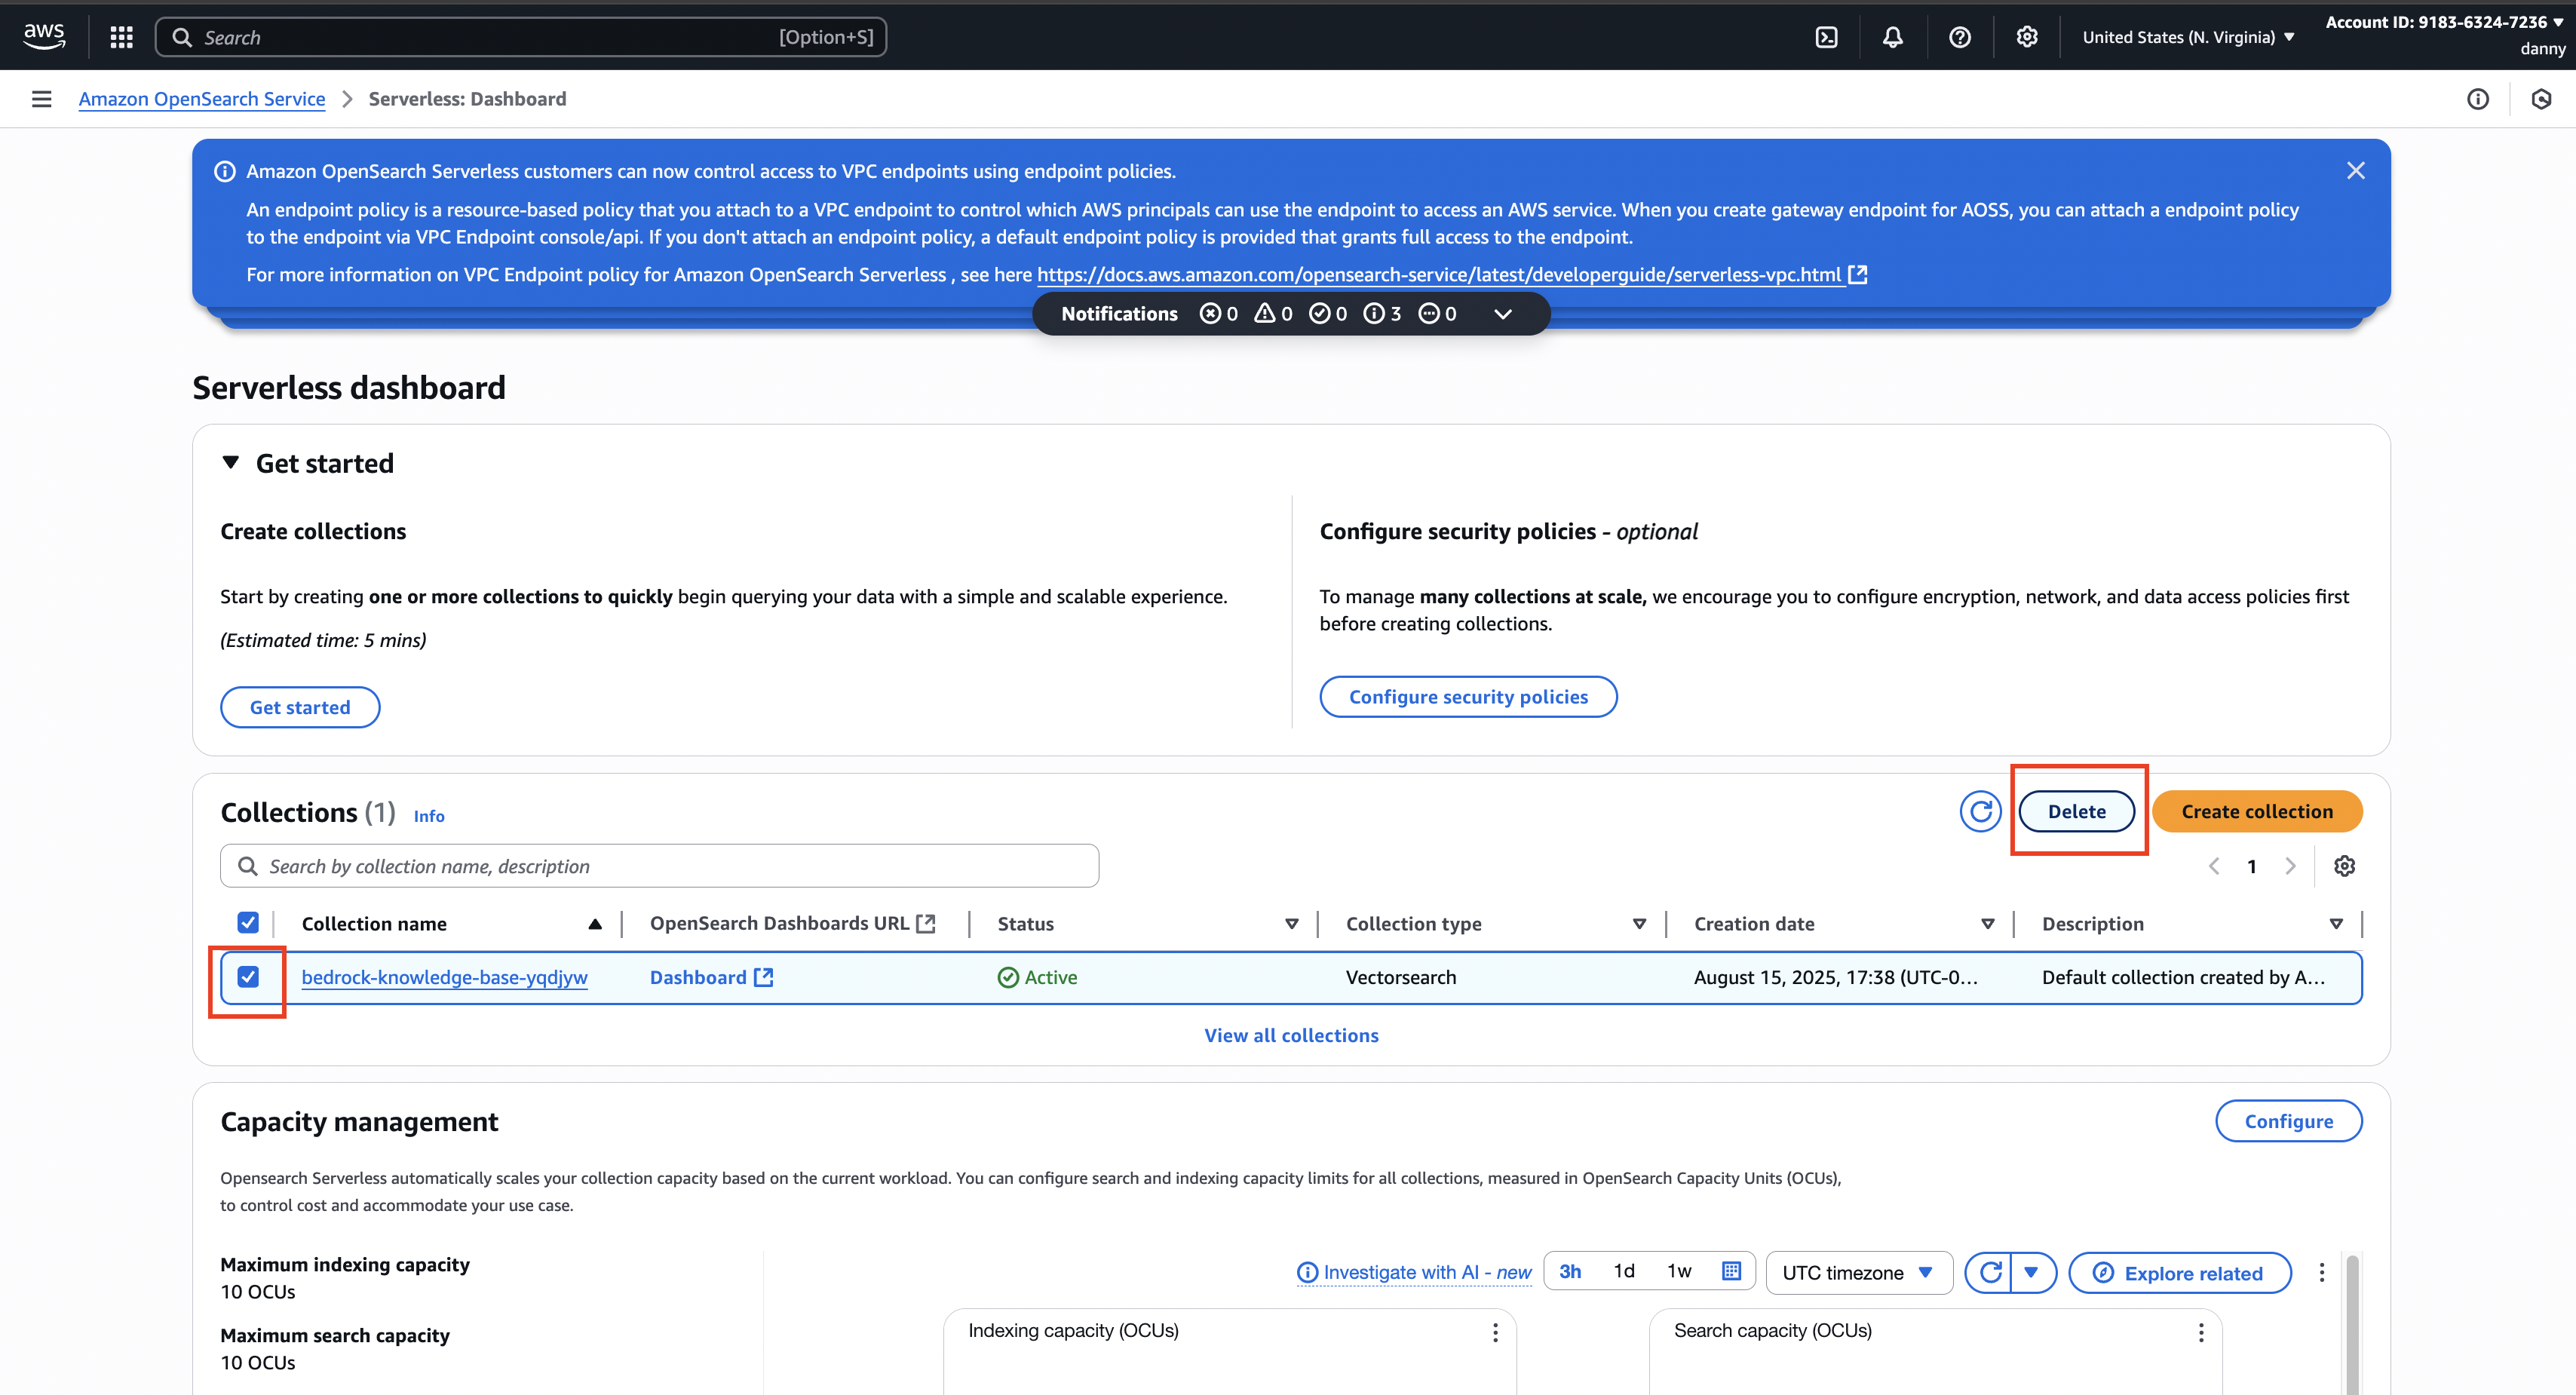 aws
Search [Option+S]
United States (N. Virginia)
Account ID: 9183-6324-7236
danny
Amazon OpenSearch Service
Serverless: Dashboard
Amazon OpenSearch Serverless customers can now control access to VPC endpoints using endpoint policies.
An endpoint policy is a resource-based policy that you attach to a VPC endpoint to control which AWS principals can use the endpoint to access an AWS service. When you create gateway endpoint for AOSS, you can attach a endpoint policy
to the endpoint via VPC Endpoint console/api. If you don't attach an endpoint policy, a default endpoint policy is provided that grants full access to the endpoint.
For more information on VPC Endpoint policy for Amazon OpenSearch Serverless , see here https://docs.aws.amazon.com/opensearch-service/latest/developerguide/serverless-vpc.html
Notifications 0 0 0 3 0
Serverless dashboard
Get started
Create collections
Start by creating one or more collections to quickly begin querying your data with a simple and scalable experience.
(Estimated time: 5 mins)
Get started
Configure security policies - optional
To manage many collections at scale, we encourage you to configure encryption, network, and data access policies first
before creating collections.
Configure security policies
Collections (1) Info
Delete
Create collection
Search by collection name, description
1
Collection name OpenSearch Dashboards URL Status Collection type Creation date Description
bedrock-knowledge-base-yqdjyw Dashboard Active Vectorsearch August 15, 2025, 17:38 (UTC-0... Default collection created by A...
View all collections
Capacity management
Configure
Opensearch Serverless automatically scales your collection capacity based on the current workload. You can configure search and indexing capacity limits for all collections, measured in OpenSearch Capacity Units (OCUs),
to control cost and accommodate your use case.
Maximum indexing capacity
10 OCUs
Maximum search capacity
10 OCUs
Investigate with AI - new
3h 1d 1w
UTC timezone
Explore related
Indexing capacity (OCUs)
Search capacity (OCUs)